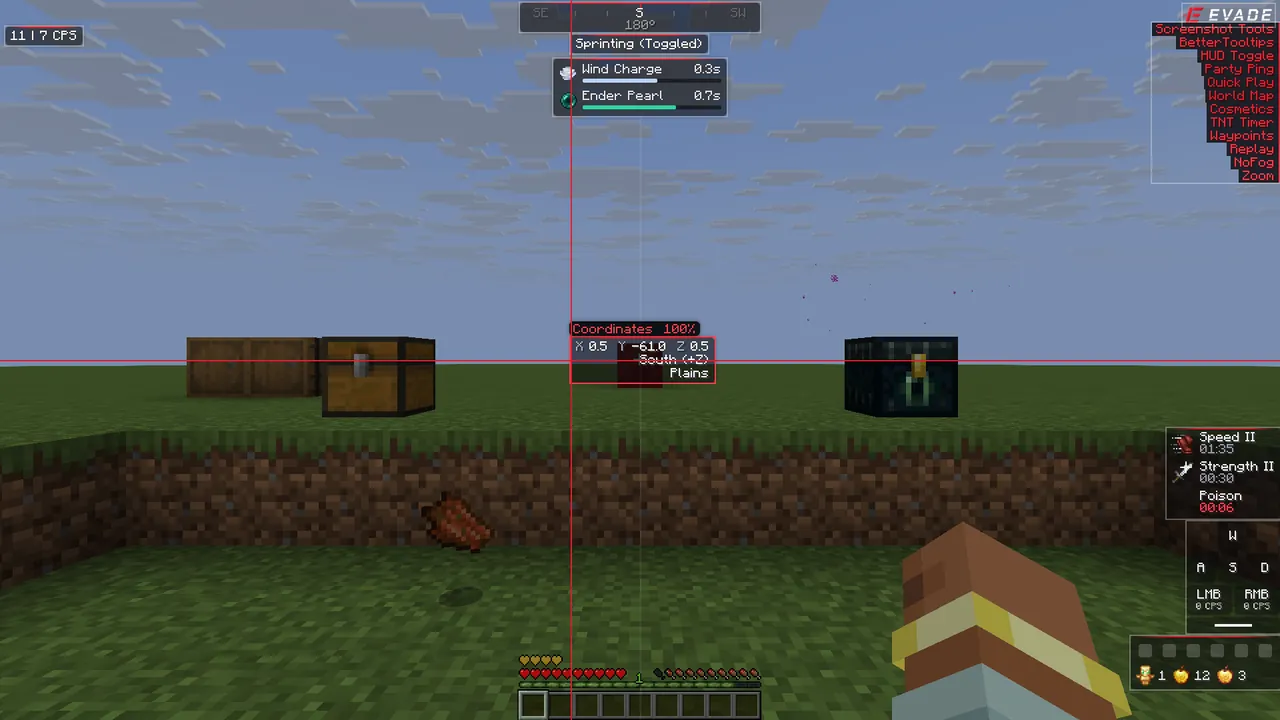 SE S SW
180°
11 | 7 CPS
EVADE
Sprinting (Toggled)
Wind Charge 0.3s
Ender Pearl 0.7s
Screenshot Tools
BetterTooltips
HUD Toggle
Party Ping
Quick Play
World Map
Cosmetics
TNT Timer
Waypoints
Replay
NoFog
Zoom
Coordinates 100%
X 0.5 Y -61.0 Z 0.5
South (+Z)
Plains
Speed II
01:35
Strength II
00:30
Poison
00:06
W
A S D
LMB RMB
0 CPS 0 CPS
1 12 3
1